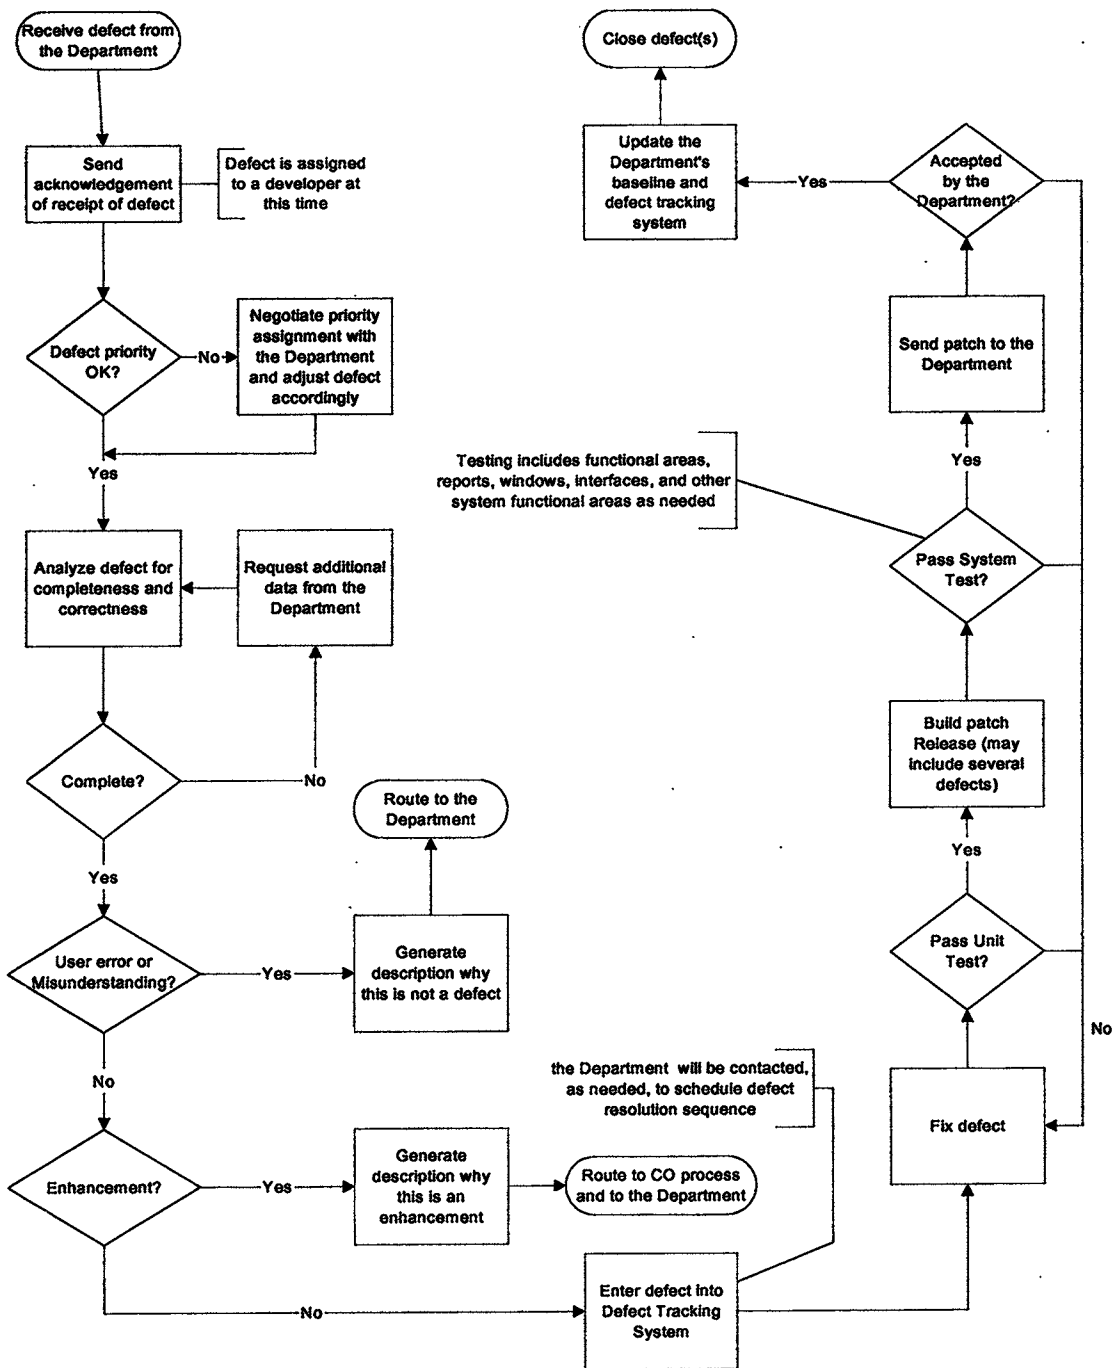 Receive defect from
the Department
Send
acknowledgement
of receipt of defect
Defect is assigned
to a developer at
this time
Defect priority
OK?
No
Negotiate priority
assignment with
the Department
and adjust defect
accordingly
Yes
Analyze defect for
completeness and
correctness
Request additional
data from the
Department
Complete?
No
Yes
User error or
Misunderstanding?
Yes
Generate
description why
this is not a defect
Route to the
Department
No
Enhancement?
Yes
Generate
description why
this is an
enhancement
Route to CO process
and to the Department
No
Enter defect into
Defect Tracking
System
the Department will be contacted,
as needed, to schedule defect
resolution sequence
Fix defect
No
Pass Unit
Test?
Yes
Build patch
Release (may
include several
defects)
Pass System
Test?
Testing includes functional areas,
reports, windows, interfaces, and other
system functional areas as needed
Yes
Send patch to the
Department
Accepted
by the
Department?
Yes
Update the
Department's
baseline and
defect tracking
system
Close defect(s)